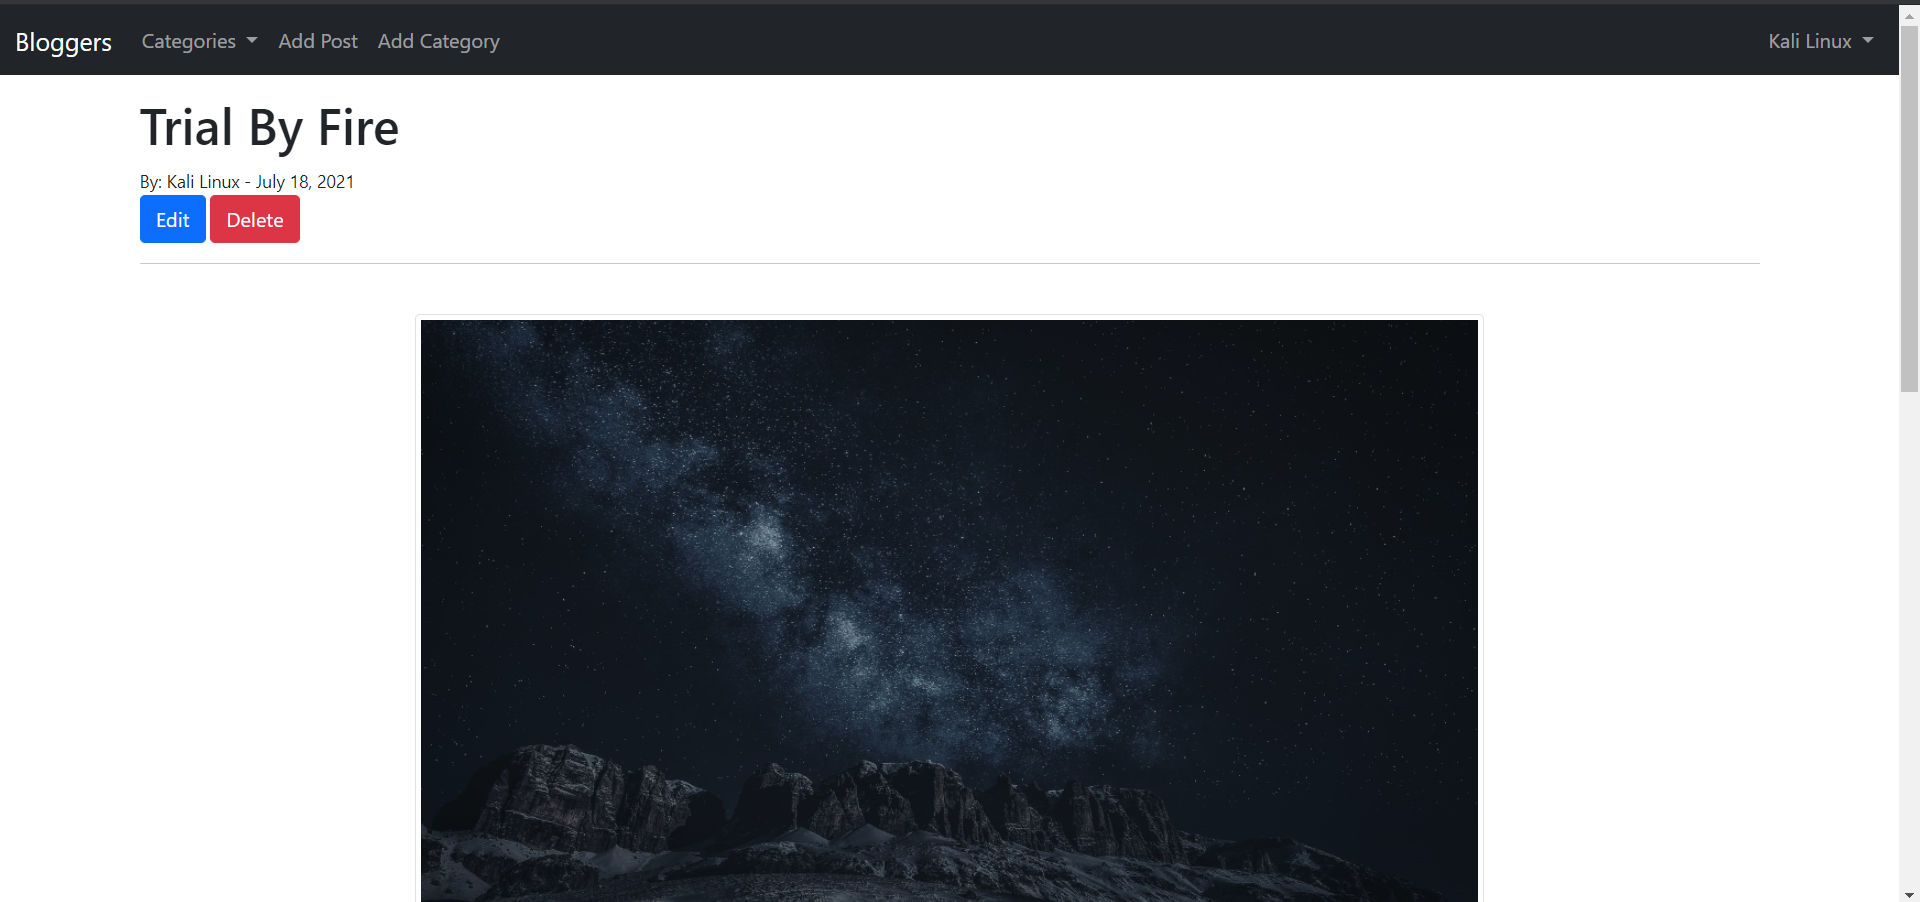 Bloggers Categories Add Post Add Category Kali Linux
Trial By Fire
By: Kali Linux - July 18, 2021
Edit Delete